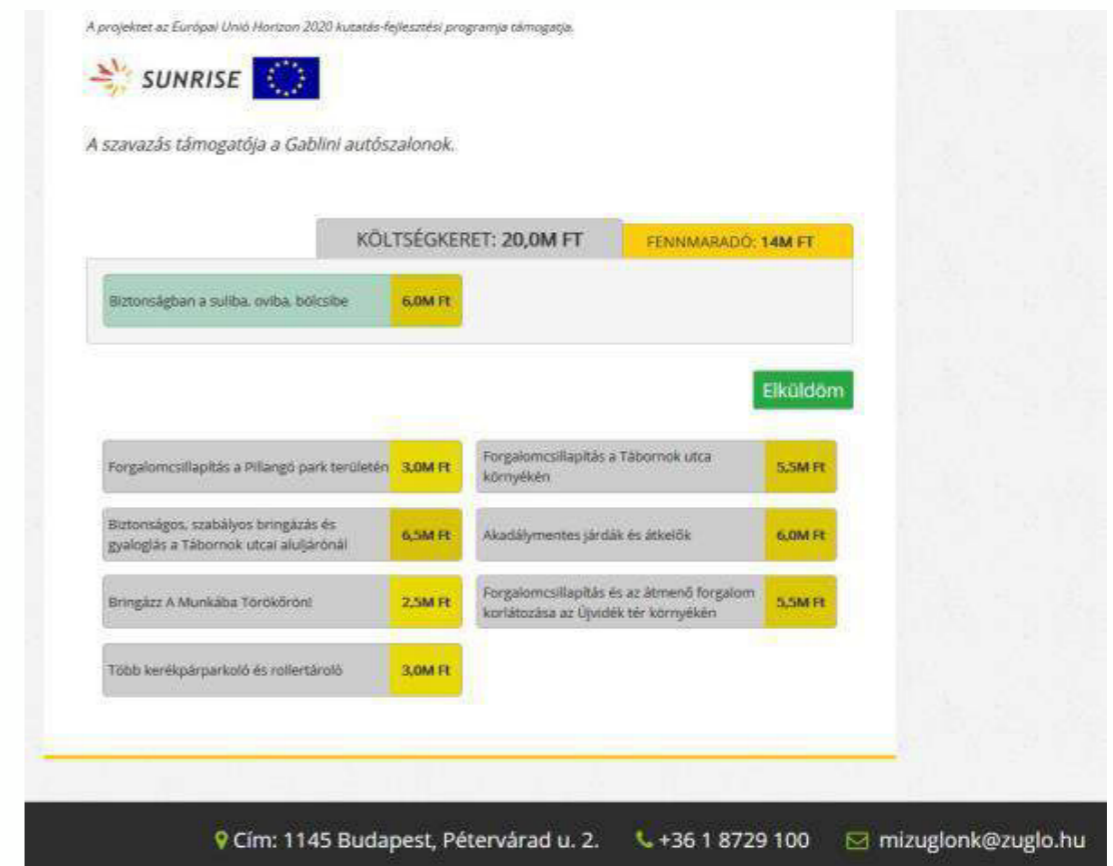 A projektet az Európai Unió Horizon 2020 kutatás-fejlesztési programja támogatja.
SUNRISE
A szavazás támogatója a Gablini autószalonok.
KÖLTSÉGKERET: 20,0M FT
FENNMARADÓ: 14M FT
Biztonságban a suliba, oviba, bölcsibe
6,0M Ft
Elküldöm
Forgalomcsillapítás a Pillangó park területén
3,0M Ft
Forgalomcsillapítás a Tábornok utca
környékén
5,5M Ft
Biztonságos, szabályos bringázás és
gyaloglás a Tábornok utcai aluljárónál
6,5M Ft
Akadálymentes járdák és átkelők
6,0M Ft
Bringázz A Munkába Törökőrön!
2,5M Ft
Forgalomcsillapítás és az átmenő forgalom
korlátozása az Újvidék tér környékén
5,5M Ft
Több kerékpárparkoló és rollertároló
3,0M Ft
Cím: 1145 Budapest, Pétervárad u. 2.
+36 1 8729 100
mizuglonk@zuglo.hu